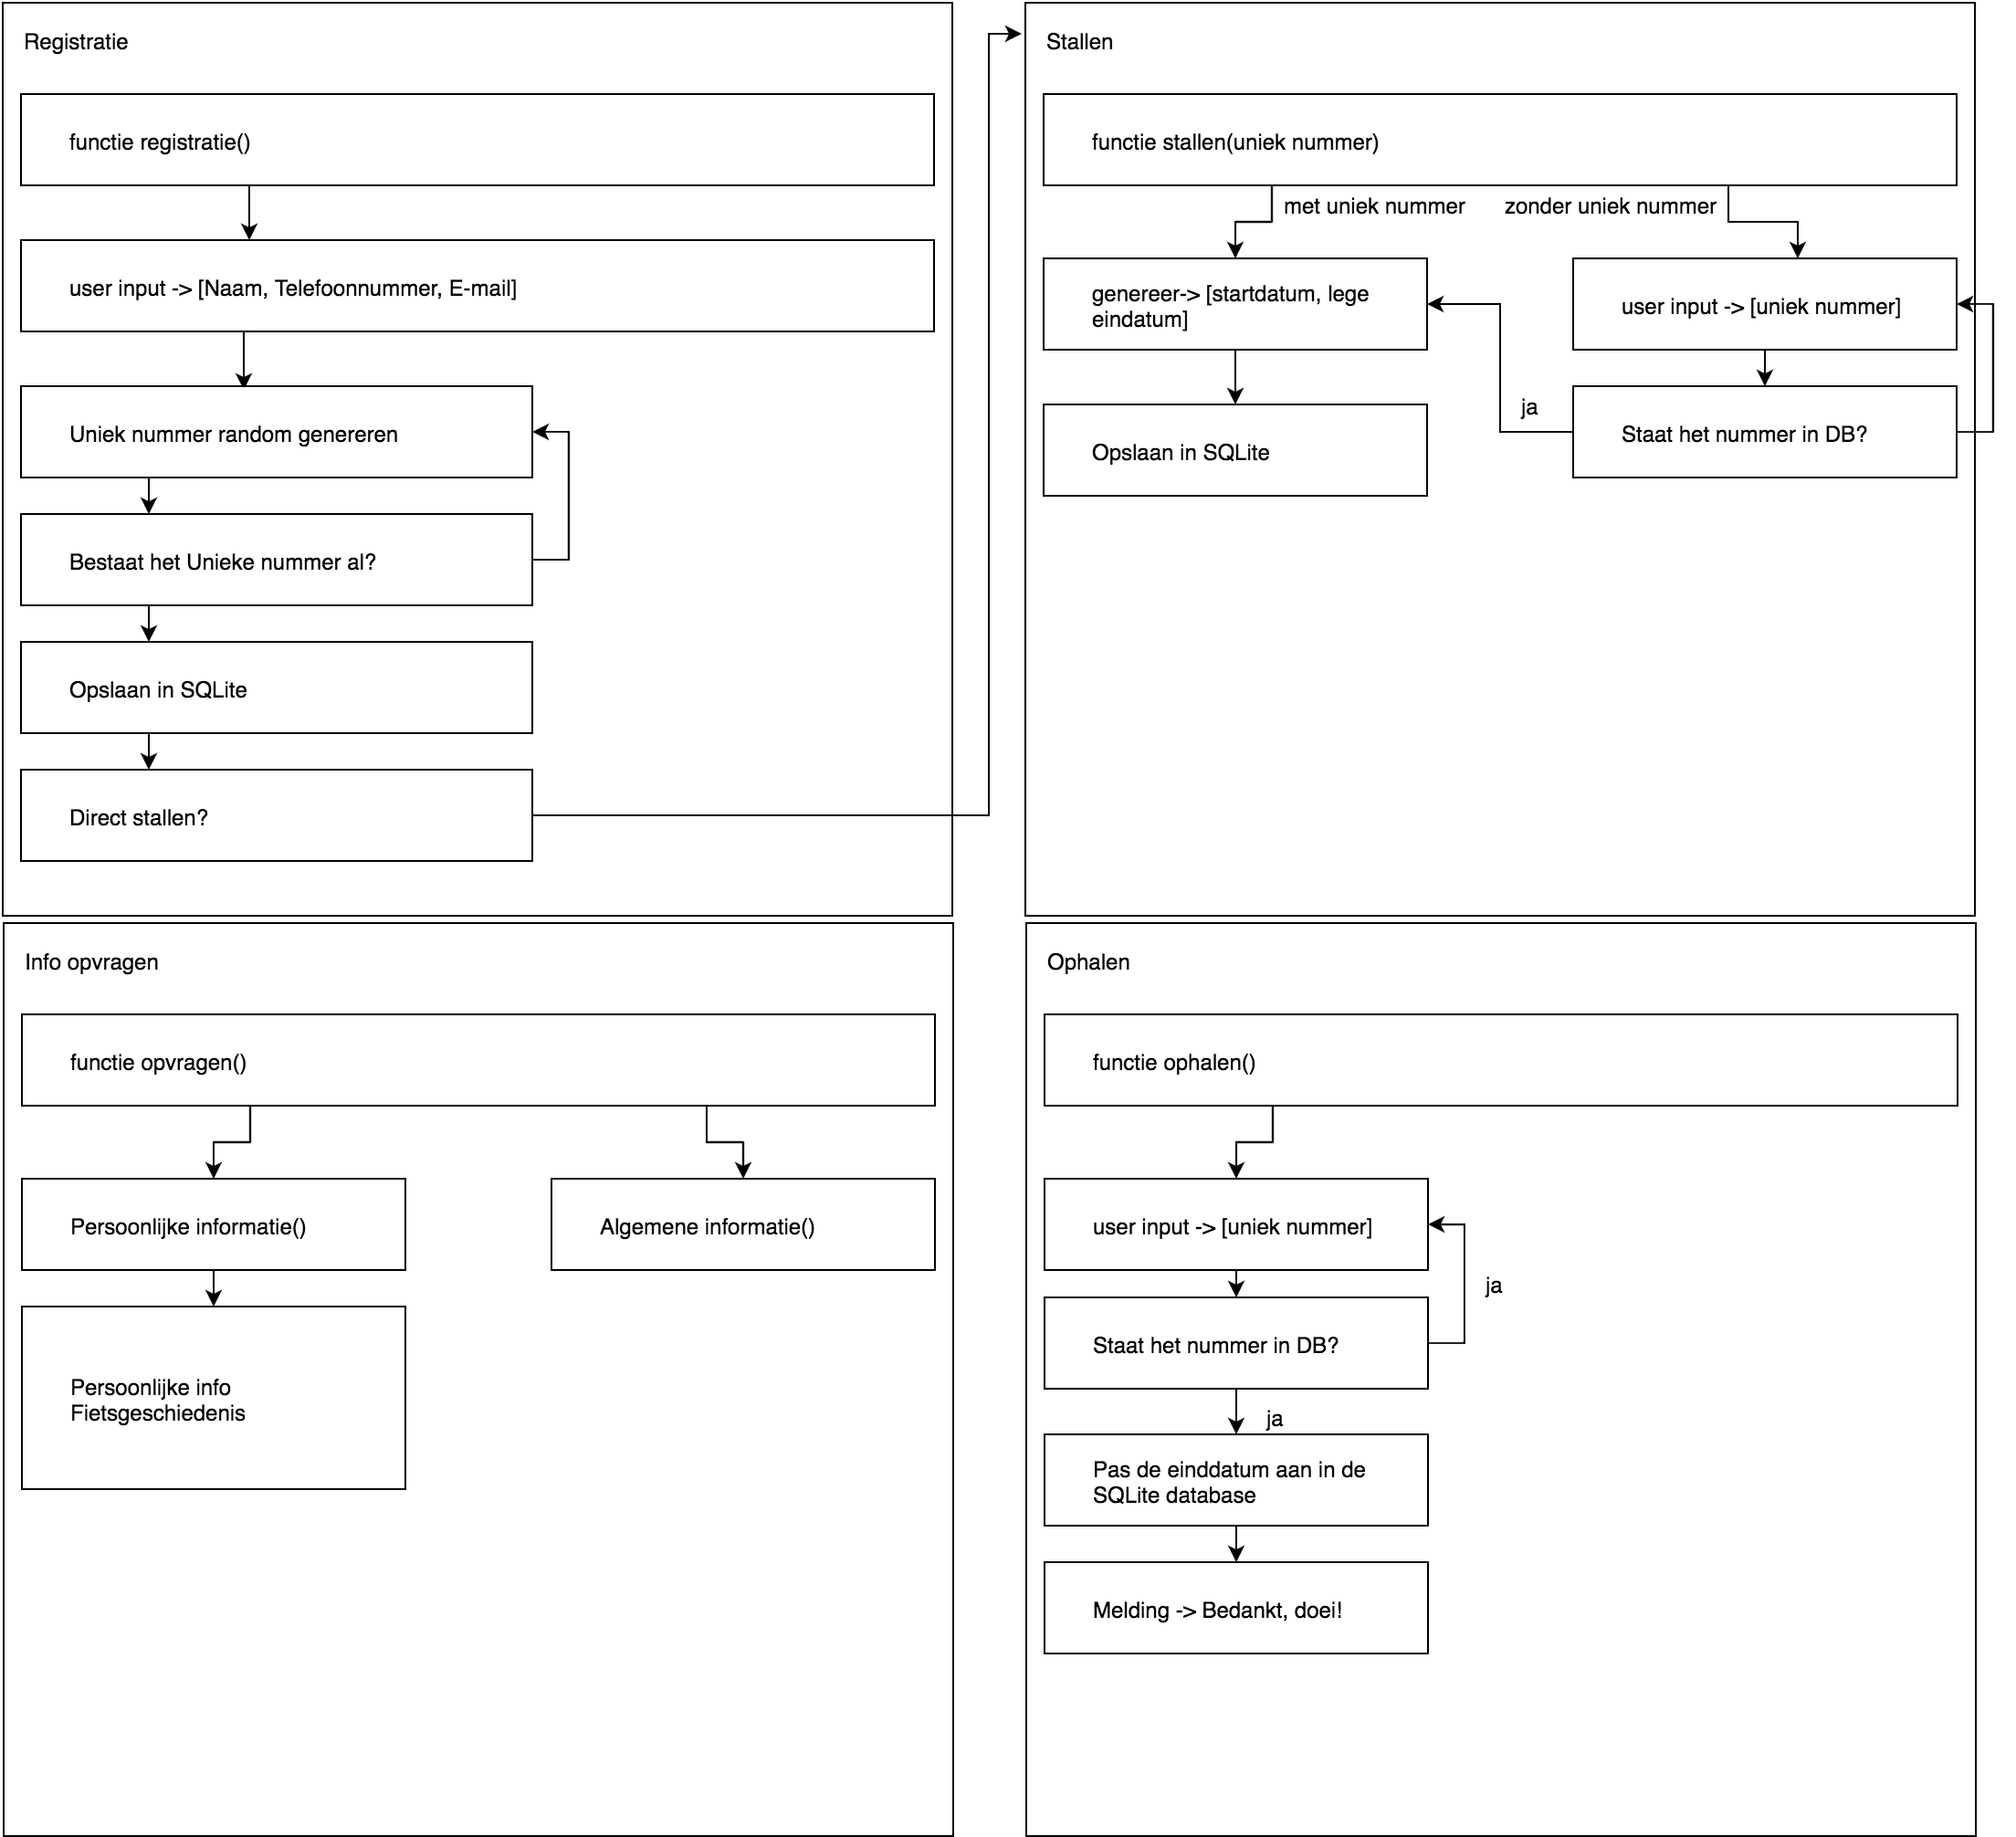 Registratie
functie registratie()
user input -> [Naam, Telefoonnummer, E-mail]
Uniek nummer random genereren
Bestaat het Unieke nummer al?
Opslaan in SQLite
Direct stallen?
Stallen
functie stallen(uniek nummer)
met uniek nummer
zonder uniek nummer
genereer-> [startdatum, lege
eindatum]
user input -> [uniek nummer]
ja
Staat het nummer in DB?
Opslaan in SQLite
Info opvragen
functie opvragen()
Persoonlijke informatie()
Algemene informatie()
Persoonlijke info
Fietsgeschiedenis
Ophalen
functie ophalen()
user input -> [uniek nummer]
ja
Staat het nummer in DB?
ja
Pas de einddatum aan in de
SQLite database
Melding -> Bedankt, doei!